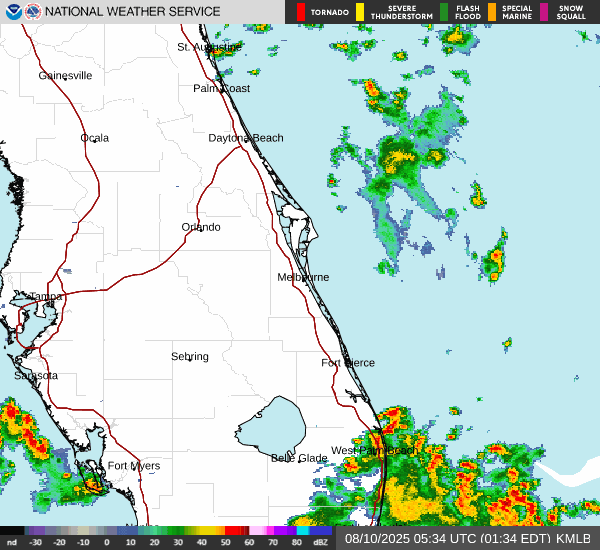 NATIONAL WEATHER SERVICE
TORNADO
SEVERE THUNDERSTORM
FLASH FLOOD
SPECIAL MARINE
SNOW SQUALL
St. Augustine
Gainesville
Palm Coast
Ocala
Daytona Beach
Orlando
Melbourne
Tampa
Sebring
Fort Pierce
Sarasota
West Palm Beach
Belle Glade
Fort Myers
nd -30 -20 -10 0 10 20 30 40 50 60 70 80 dBZ
08/10/2025 05:34 UTC (01:34 EDT) KMLB